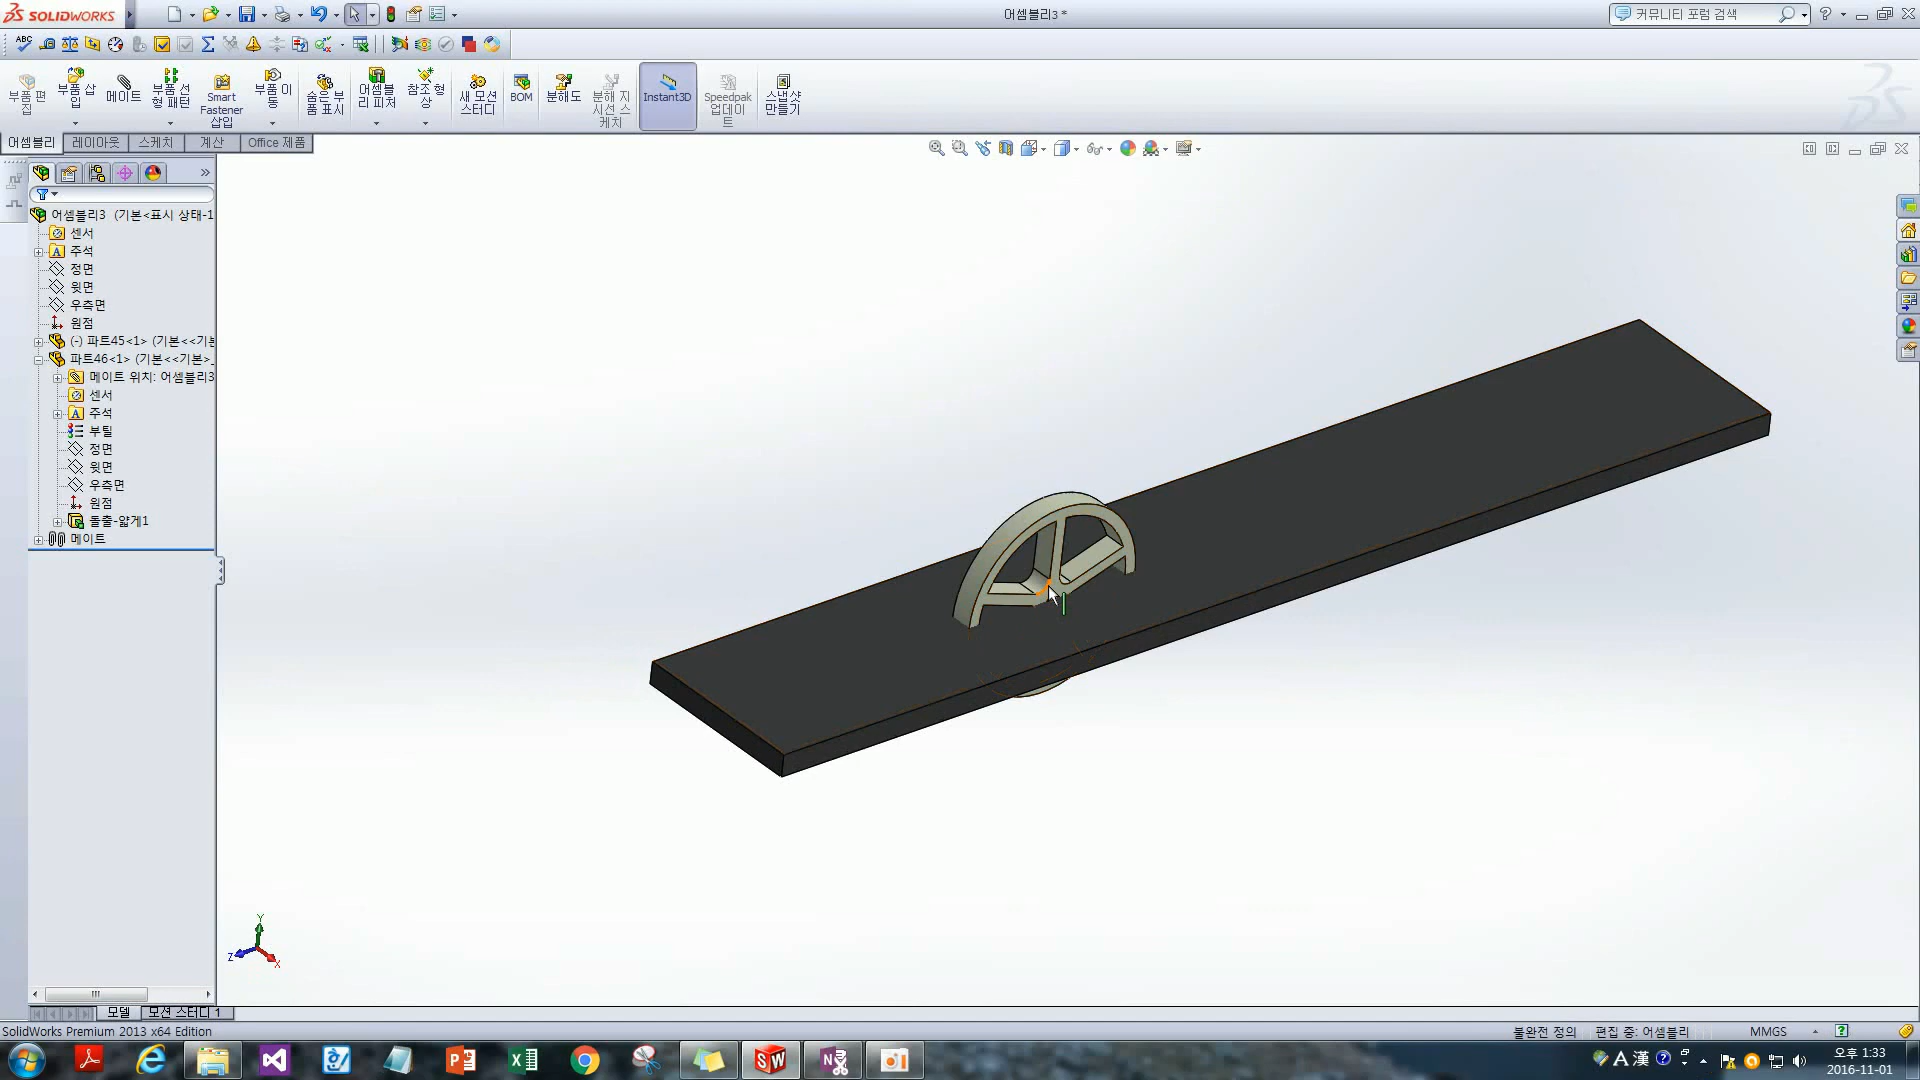 SOLIDWORKS
어셈블리3 *
커뮤니티 포럼 검색
부품 편집
부품 삽입
메이트
부품 선형 패턴
Smart Fastener 삽입
부품 이동
숨은 부품 표시
어셈블리 피처
참조 형상
새 모션 스터디
BOM
분해도
분해 지시선 스케치
Instant3D
Speedpak 업데이트
스냅샷 만들기
어셈블리
레이아웃
스케치
계산
Office 제품
어셈블리3 (기본<표시 상태-1
센서
주석
정면
윗면
우측면
원점
(-) 파트45<1> (기본<<기본
파트46<1> (기본<<기본>_
메이트 위치: 어셈블리3
센서
주석
부틸
정면
윗면
우측면
원점
돌출-얇게1
메이트
Y
Z
X
모델
모션 스터디 1
SolidWorks Premium 2013 x64 Edition
불완전 정의
편집 중: 어셈블리
MMGS
A 漢
오후 1:33
2016-11-01